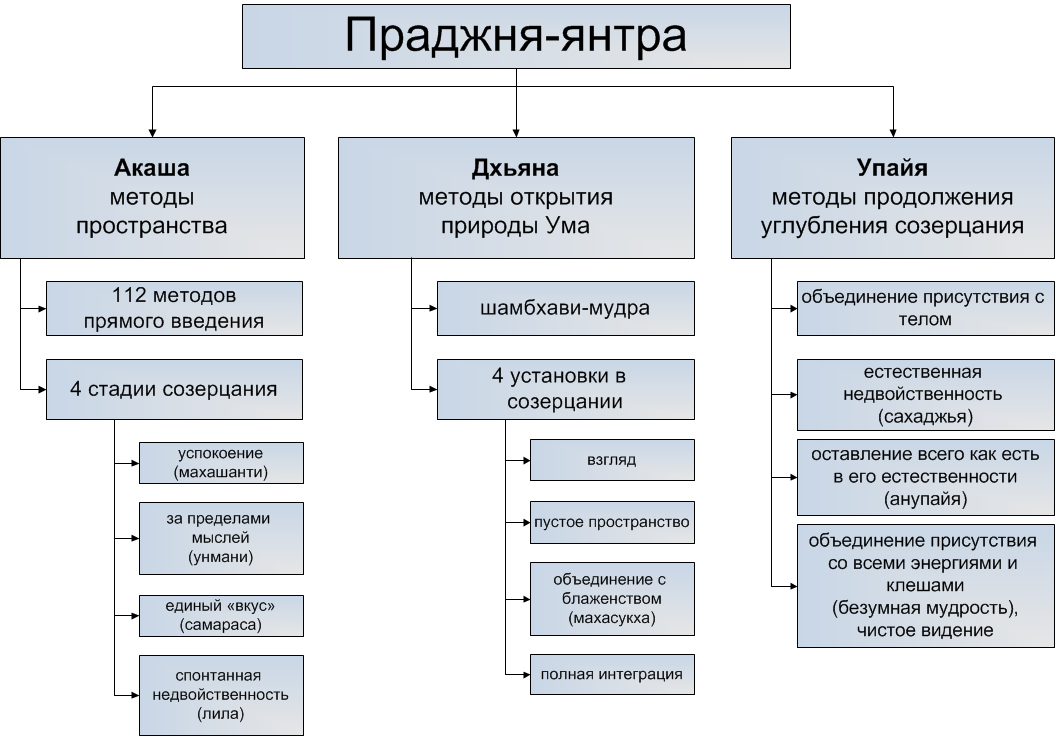 Праджня-янтра
Акаша
методы
пространства
112 методов
прямого введения
4 стадии созерцания
успокоение
(махашанти)
за пределами
мыслей
(унмани)
единый «вкус»
(самараса)
спонтанная
недвойственность
(лила)
Дхьяна
методы открытия
природы Ума
шамбхави-мудра
4 установки в
созерцании
взгляд
пустое пространство
объединение с
блаженством
(махасукха)
полная интеграция
Упайя
методы продолжения
углубления созерцания
объединение присутствия с
телом
естественная
недвойственность
(сахаджья)
оставление всего как есть
в его естественности
(анупайя)
объединение присутствия
со всеми энергиями и
клешами
(безумная мудрость),
чистое видение